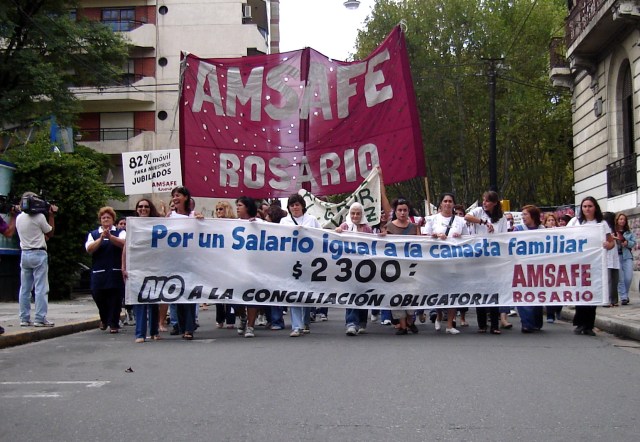 AMSAFE
ROSARIO
82% móvil
PARA NUESTROS
JUBILADOS
AMSAFE
Por un Salario igual a la canasta familiar
$2300.-
NO A LA CONCILIACIÓN OBLIGATORIA
AMSAFE
ROSARIO